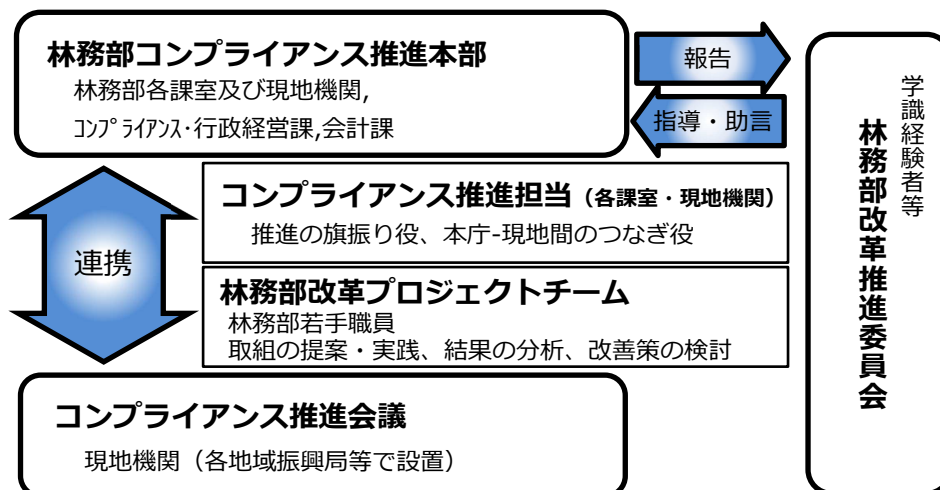 林務部コンプライアンス推進本部
林務部各課室及び現地機関,
ｺﾝﾌﾟﾗｲｱﾝｽ･行政経営課,会計課
報告
指導・助言
コンプライアンス推進担当（各課室・現地機関）
推進の旗振り役、本庁-現地間のつなぎ役
連携
林務部改革プロジェクトチーム
林務部若手職員
取組の提案・実践、結果の分析、改善策の検討
コンプライアンス推進会議
現地機関（各地域振興局等で設置）
学識経験者等
林務部改革推進委員会